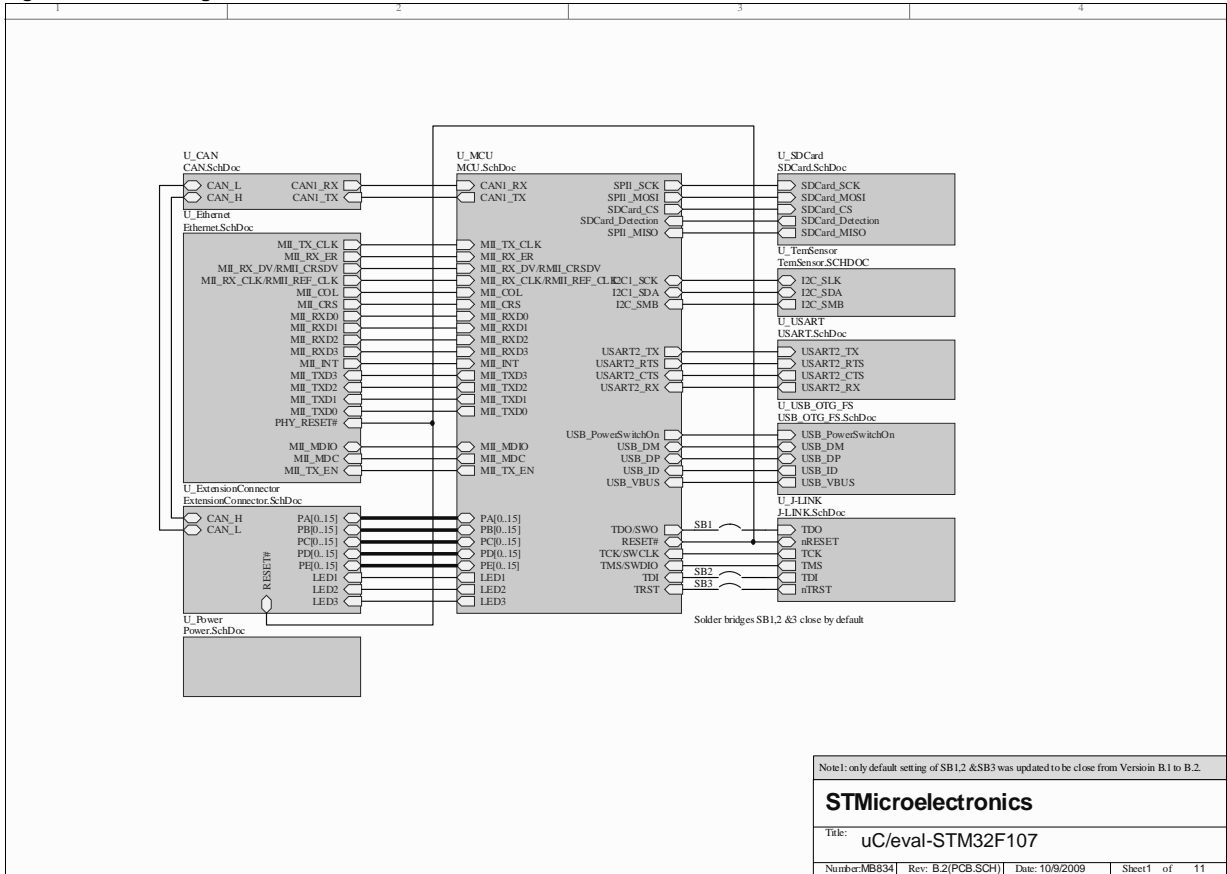 1 2 3 4
U_CAN
CAN.SchDoc
CAN_L CAN1_RX
CAN_H CAN1_TX
U_Ethernet
Ethernet.SchDoc
MII_TX_CLK
MII_RX_ER
MII_RX_DV/RMII_CRSDV
MII_RX_CLK/RMII_REF_CLK
MII_COL
MII_CRS
MII_RXD0
MII_RXD1
MII_RXD2
MII_RXD3
MII_INT
MII_TXD3
MII_TXD2
MII_TXD1
MII_TXD0
PHY_RESET#
MII_MDIO
MII_MDC
MII_TX_EN
U_ExtensionConnector
ExtensionConnector.SchDoc
CAN_H PA[0..15]
CAN_L PB[0..15]
PC[0..15]
PD[0..15]
PE[0..15]
LED1
LED2
LED3
RESET#
U_Power
Power.SchDoc
U_MCU
MCU.SchDoc
CAN1_RX SPI1_SCK
CAN1_TX SPI1_MOSI
SDCard_CS
SDCard_Detection
SPI1_MISO
MII_TX_CLK
MII_RX_ER
MII_RX_DV/RMII_CRSDV
MII_RX_CLK/RMII_REF_CLK I2C1_SCK
MII_COL I2C1_SDA
MII_CRS I2C_SMB
MII_RXD0
MII_RXD1
MII_RXD2
MII_RXD3 USART2_TX
MII_INT USART2_RTS
MII_TXD3 USART2_CTS
MII_TXD2 USART2_RX
MII_TXD1
MII_TXD0
USB_PowerSwitchOn
MII_MDIO USB_DM
MII_MDC USB_DP
MII_TX_EN USB_ID
USB_VBUS
PA[0..15]
PB[0..15] TDO/SWO
PC[0..15] RESET#
PD[0..15] TCK/SWCLK
PE[0..15] TMS/SWDIO
LED1 TDI
LED2 TRST
LED3
SB1
SB2
SB3
U_SDCard
SDCard.SchDoc
SDCard_SCK
SDCard_MOSI
SDCard_CS
SDCard_Detection
SDCard_MISO
U_TemSensor
TemSensor.SCHDOC
I2C_SLK
I2C_SDA
I2C_SMB
U_USART
USART.SchDoc
USART2_TX
USART2_RTS
USART2_CTS
USART2_RX
U_USB_OTG_FS
USB_OTG_FS.SchDoc
USB_PowerSwitchOn
USB_DM
USB_DP
USB_ID
USB_VBUS
U_J-LINK
J-LINK.SchDoc
TDO
nRESET
TCK
TMS
TDI
nTRST
Solder bridges SB1,2 &3 close by default
Note1: only default setting of SB1,2 &SB3 was updated to be close from Versioin B.1 to B.2.
STMicroelectronics
Title: uC/eval-STM32F107
Number:MB834 Rev: B.2(PCB.SCH) Date: 10/9/2009 Sheet1 of 11